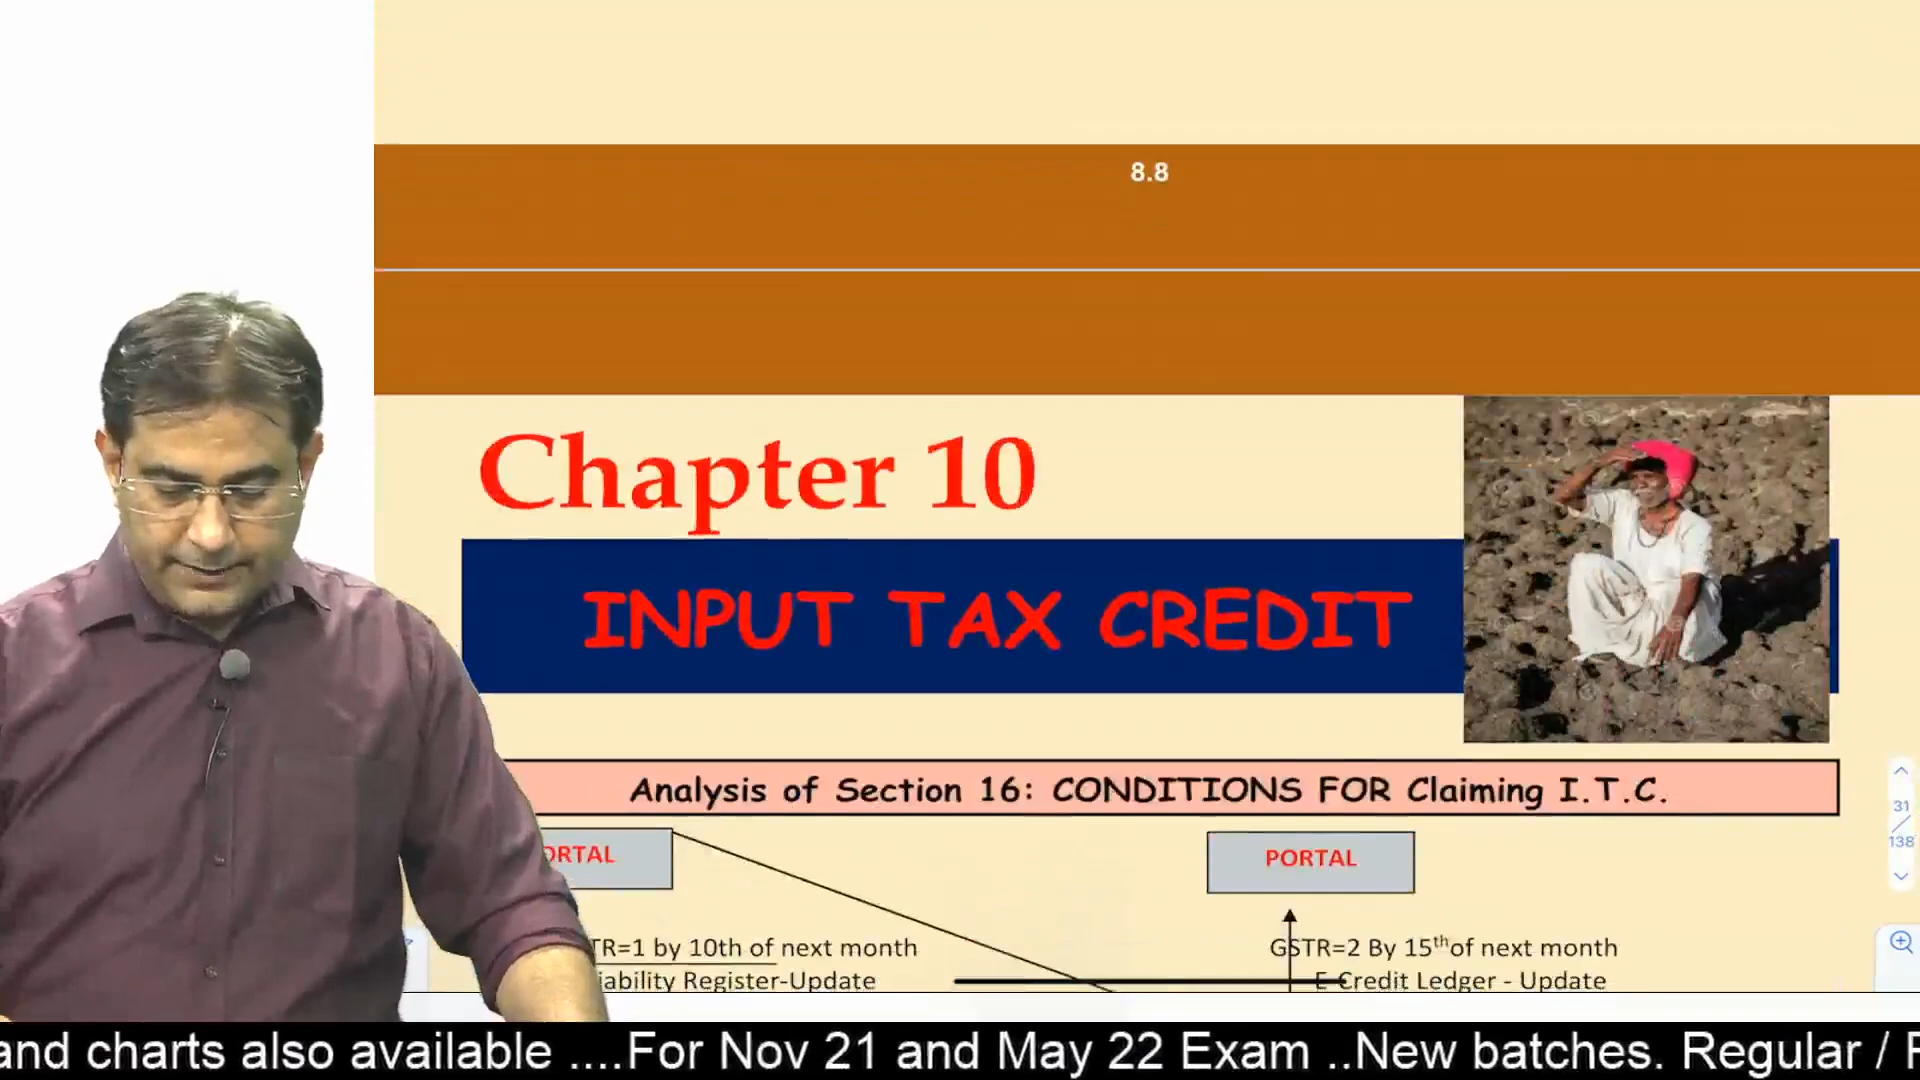 8.8
Chapter 10
INPUT TAX CREDIT
Analysis of Section 16: CONDITIONS FOR Claiming I.T.C.
ORTAL
PORTAL
TR=1 by 10th of next month
GSTR=2 By 15th of next month
iability Register-Update
E-Credit Ledger - Update
31
138
and charts also available ....For Nov 21 and May 22 Exam ..New batches. Regular /